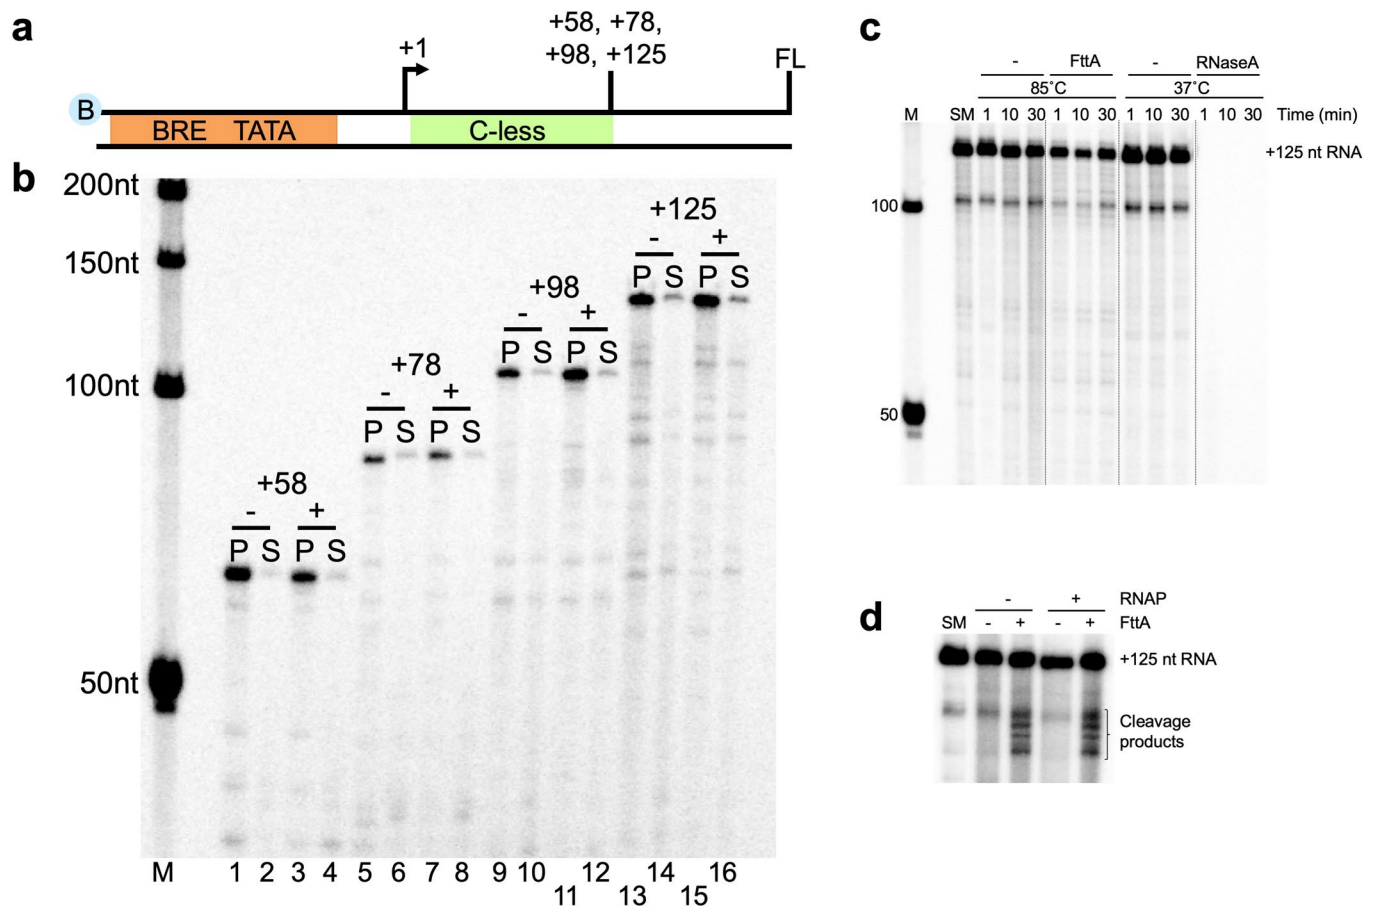 a
+58, +78,
+98, +125
+1
FL
B
BRE TATA
C-less
b
200nt
150nt
100nt
50nt
+125
- +
P S P S
+98
- +
P S P S
+78
- +
P S P S
+58
- +
P S P S
M 1 2 3 4 5 6 7 8 9 10 12 14 16
11 13 15
c
- FttA - RNaseA
85˚C 37˚C
M SM 1 10 30 1 10 30 1 10 30 1 10 30 Time (min)
+125 nt RNA
100
50
d
- + RNAP
SM - + - + FttA
+125 nt RNA
Cleavage
products